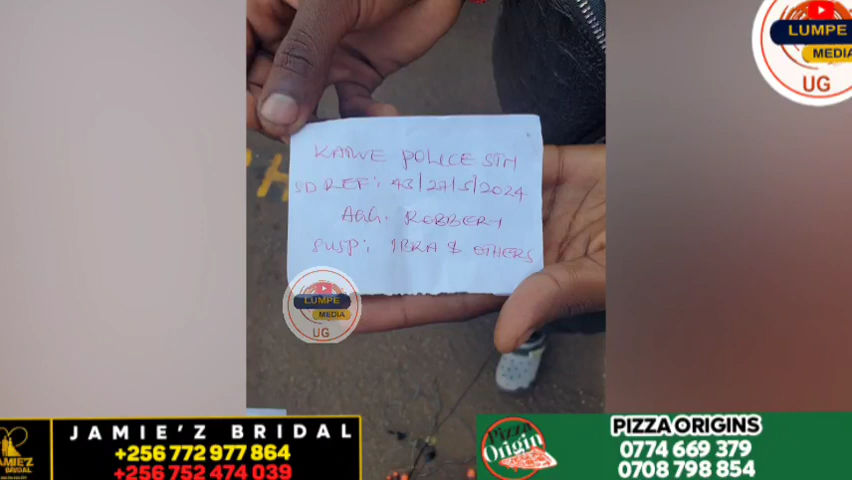 LUMPE
MEDIA
UG
KAWE POLICE STN
SD REF: 43/27/5/2024
AGG. ROBBERY
SUSP: IBRA & OTHERS
LUMPE
MEDIA
UG
JAMIE'Z BRIDAL
+256 772 977 864
+256 752 474 039
Pizza
Origin
PIZZA ORIGINS
0774 669 379
0708 798 854